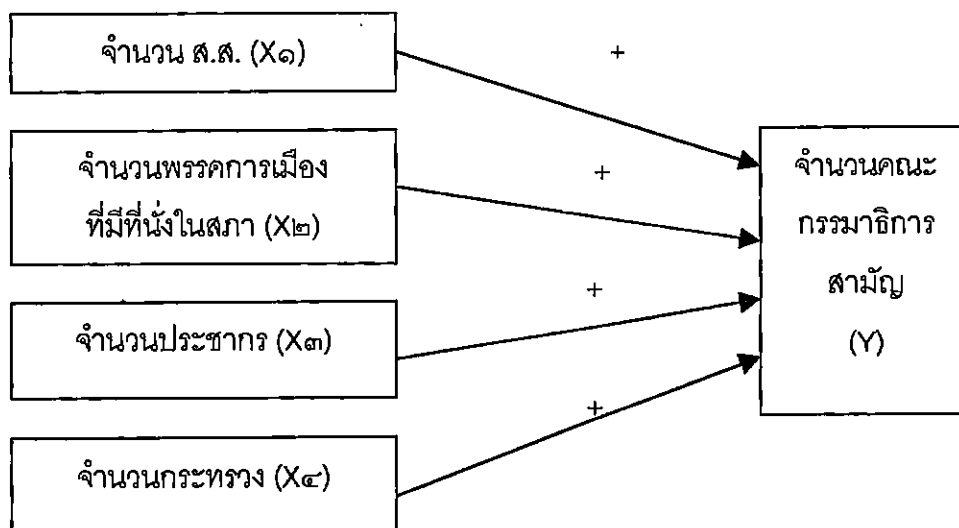 จำนวน ส.ส. (X๑)
+
จำนวนพรรคการเมือง
ที่มีที่นั่งในสภา (X๒)
+
จำนวนประชากร (X๓)
+
จำนวนกระทรวง (X๔)
+
จำนวนคณะ
กรรมาธิการ
สามัญ
(Y)